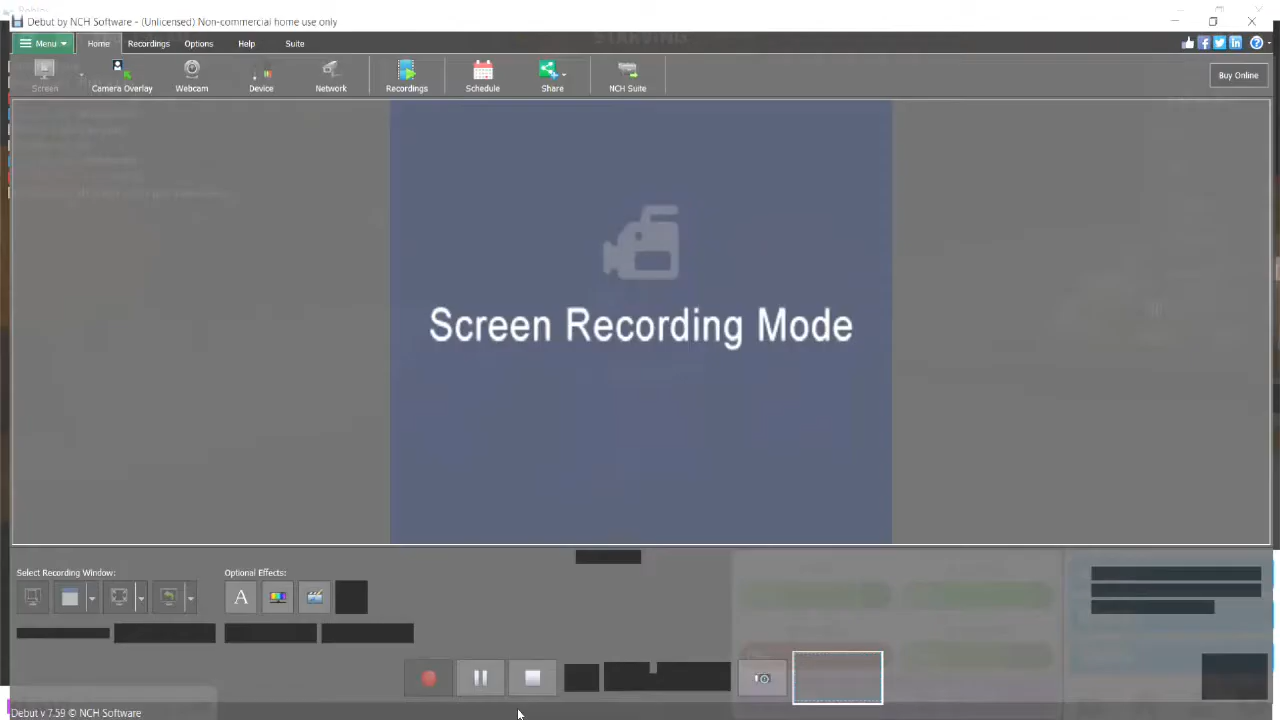 Debut by NCH Software - (Unlicensed) Non-commercial home use only
Menu Home Recordings Options Help Suite
Screen Camera Overlay Webcam Device Network Recordings Schedule Share NCH Suite Buy Online
Screen Recording Mode
Select Recording Window: Optional Effects:
A
Debut v 7.59 © NCH Software